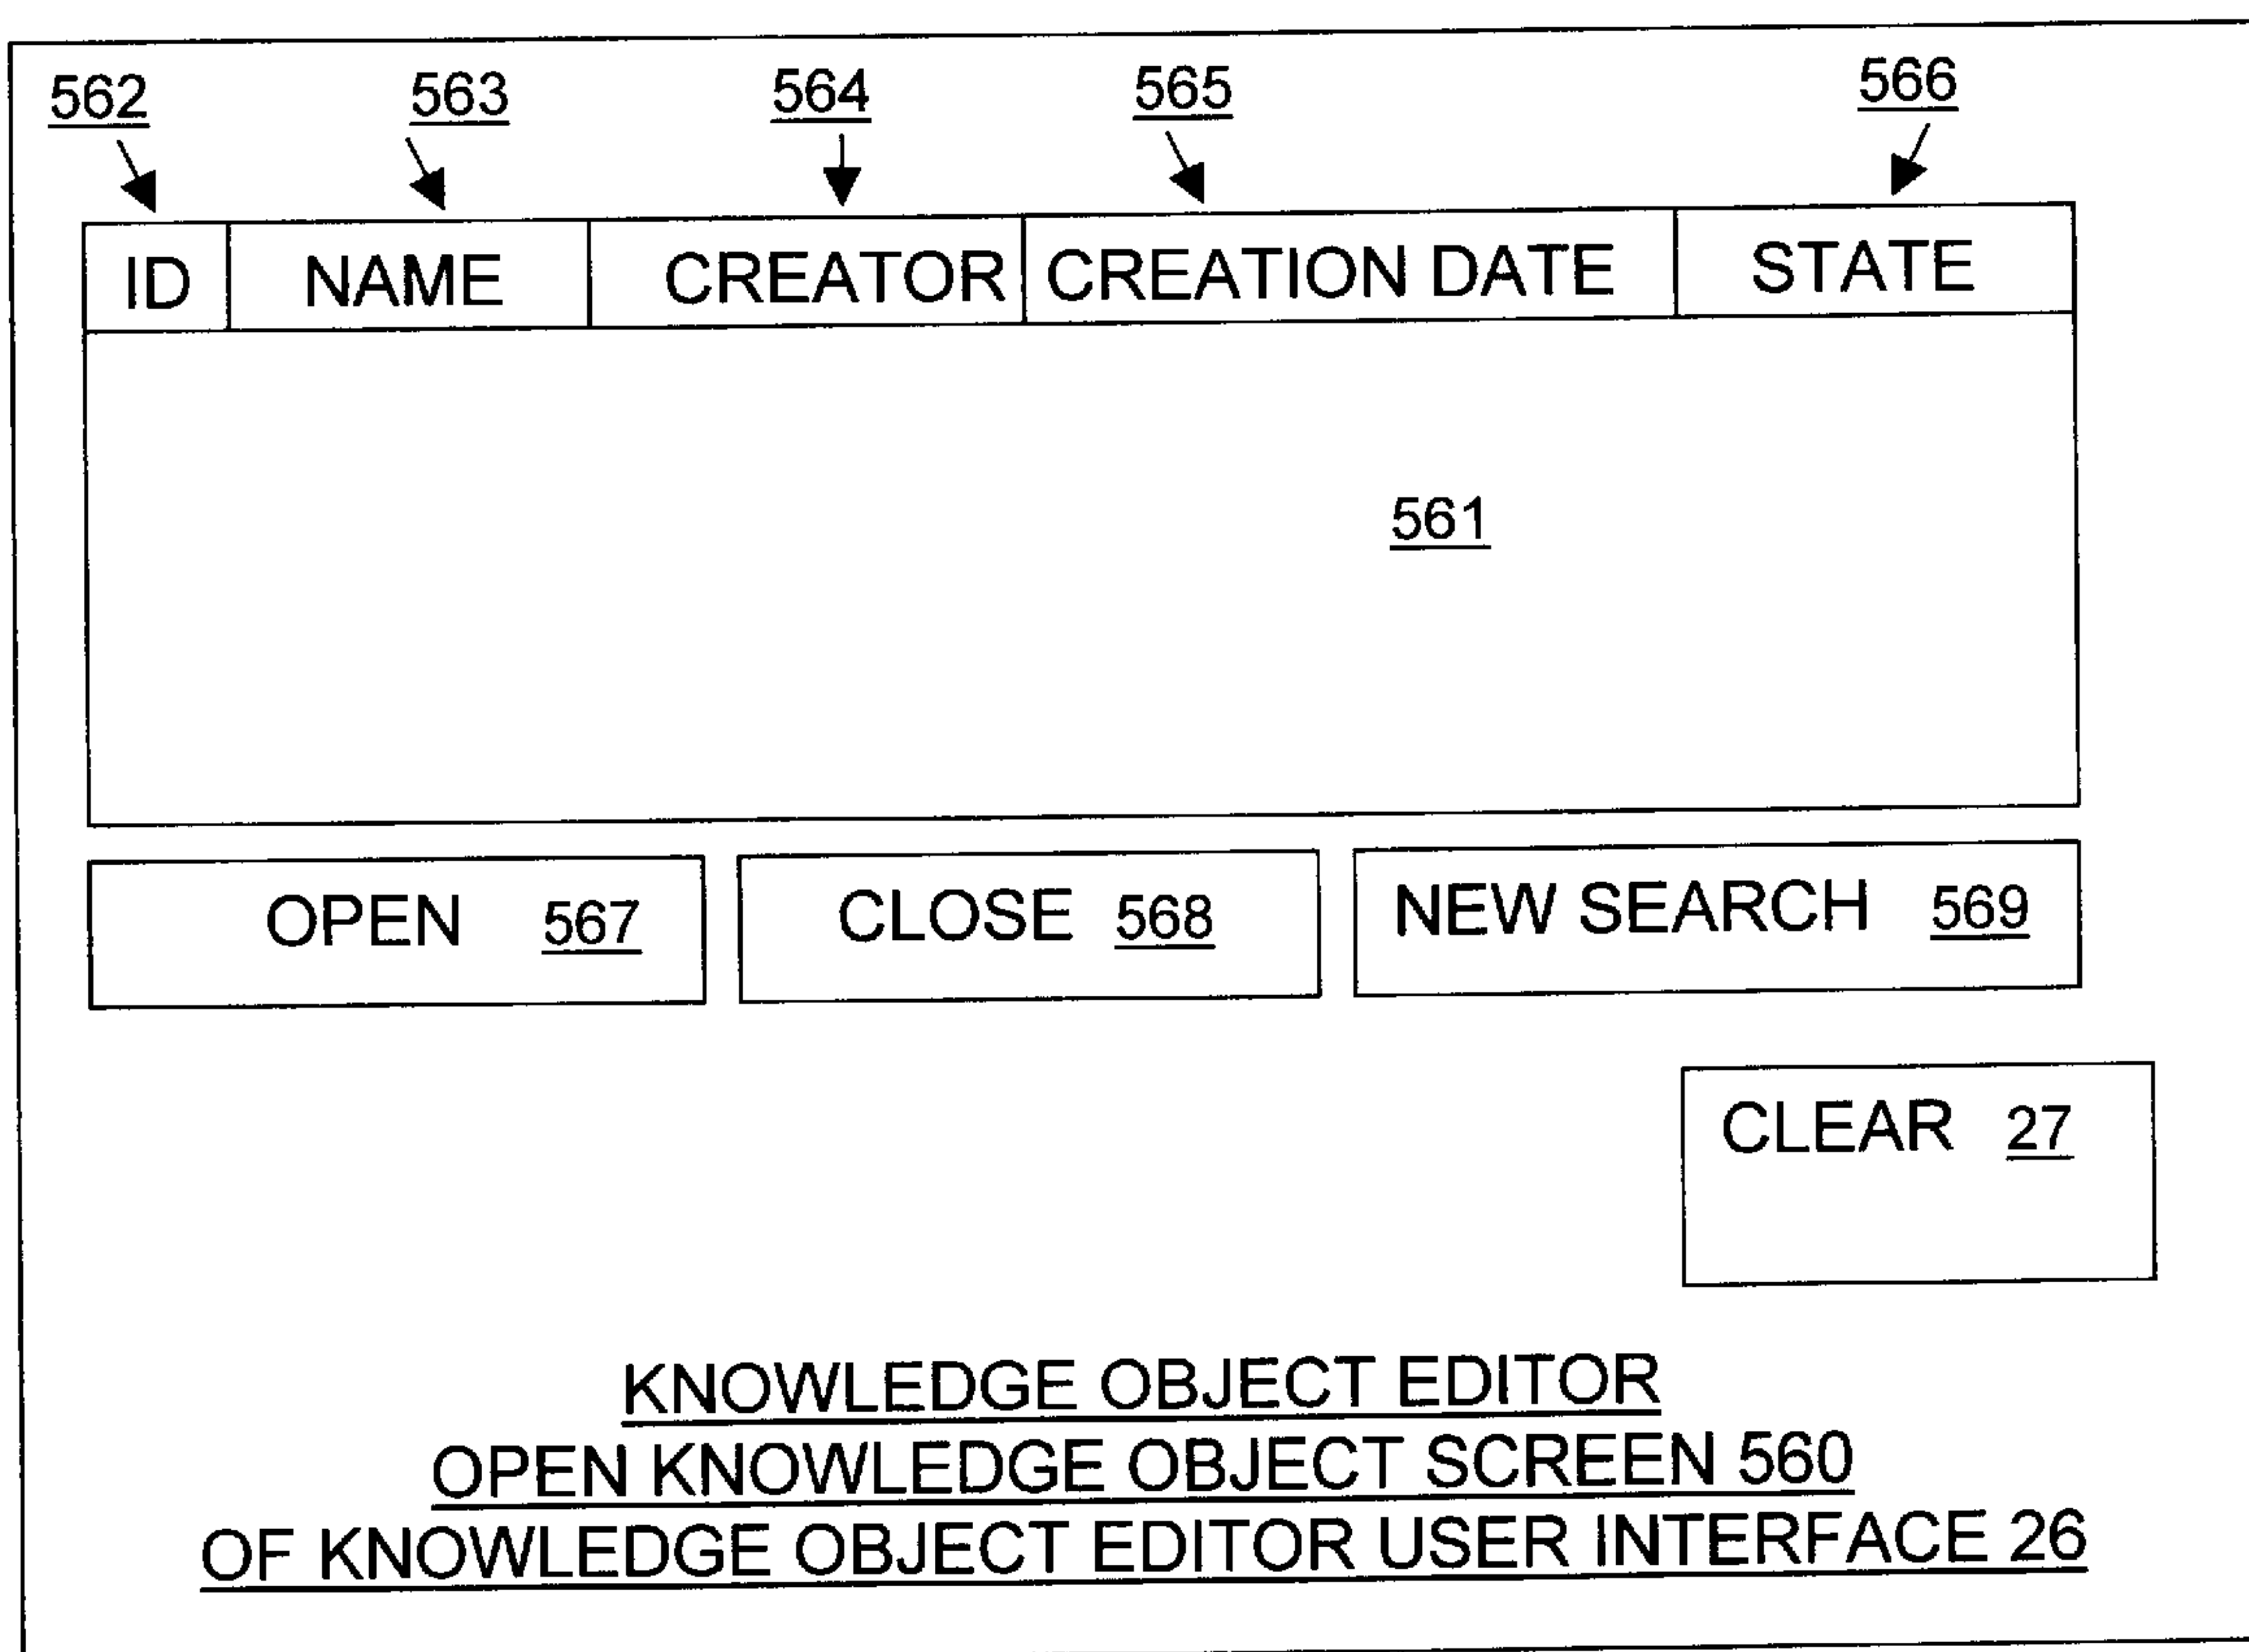 562 563 564 565 566
ID NAME CREATOR CREATION DATE STATE
561
OPEN 567 CLOSE 568 NEW SEARCH 569
CLEAR 27
KNOWLEDGE OBJECT EDITOR
OPEN KNOWLEDGE OBJECT SCREEN 560
OF KNOWLEDGE OBJECT EDITOR USER INTERFACE 26